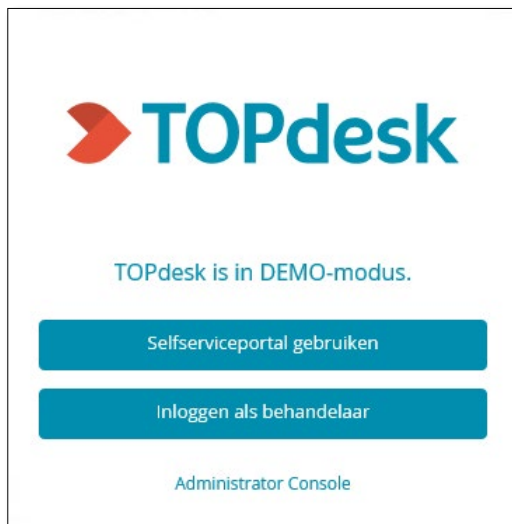 TOPdesk
TOPdesk is in DEMO-modus.
Selfserviceportal gebruiken
Inloggen als behandelaar
Administrator Console